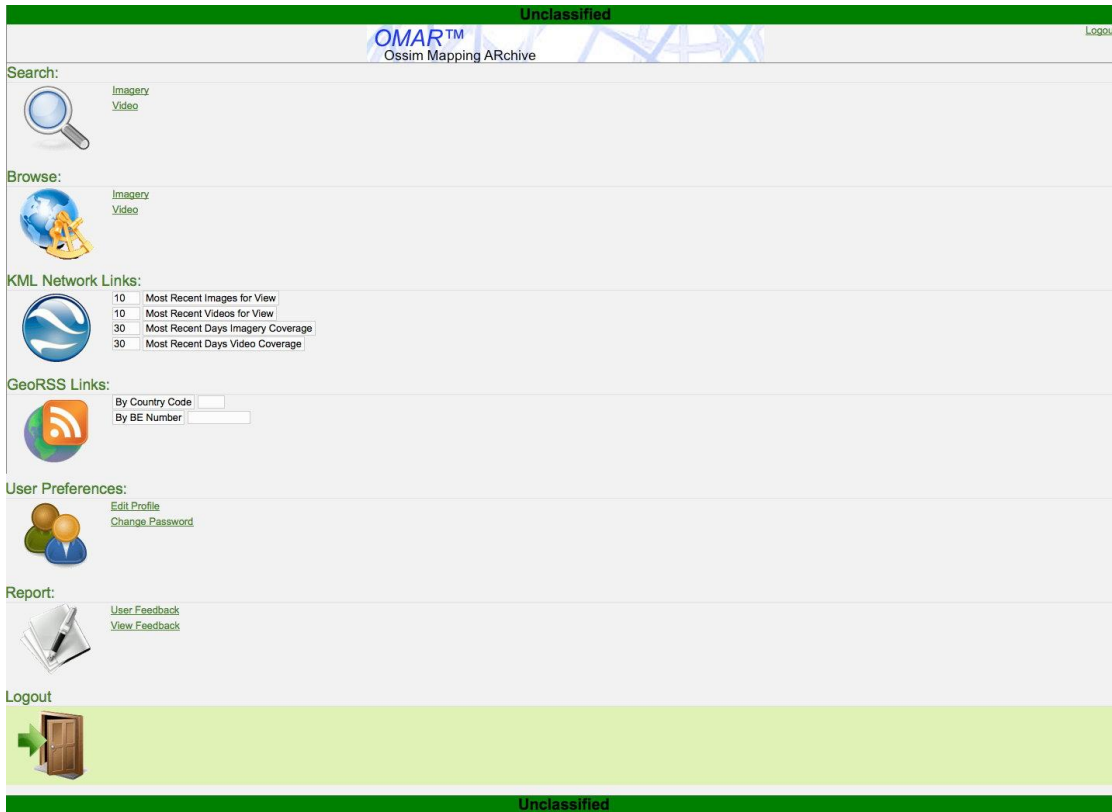 Unclassified
OMAR™
Ossim Mapping ARchive
Logou
Search:
Imagery
Video
Browse:
Imagery
Video
KML Network Links:
10 Most Recent Images for View
10 Most Recent Videos for View
30 Most Recent Days Imagery Coverage
30 Most Recent Days Video Coverage
GeoRSS Links:
By Country Code
By BE Number
User Preferences:
Edit Profile
Change Password
Report:
User Feedback
View Feedback
Logout
Unclassified